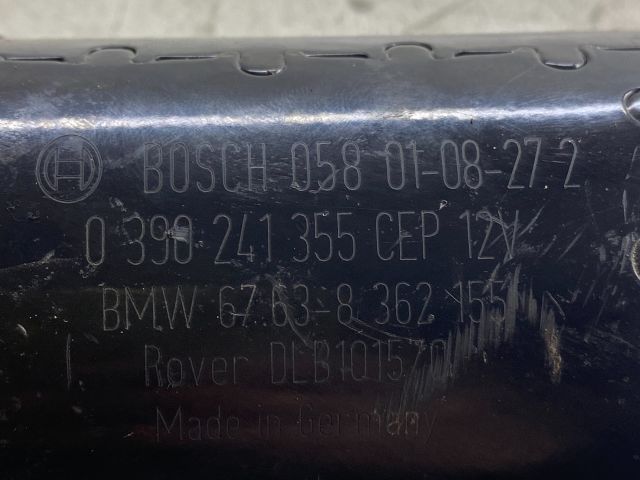 BOSCH 058 01-08-27.2
0 390 241 355 CEP 12V
BMW 67.63-8 362 155
Rover DLB101570
Made in Germany